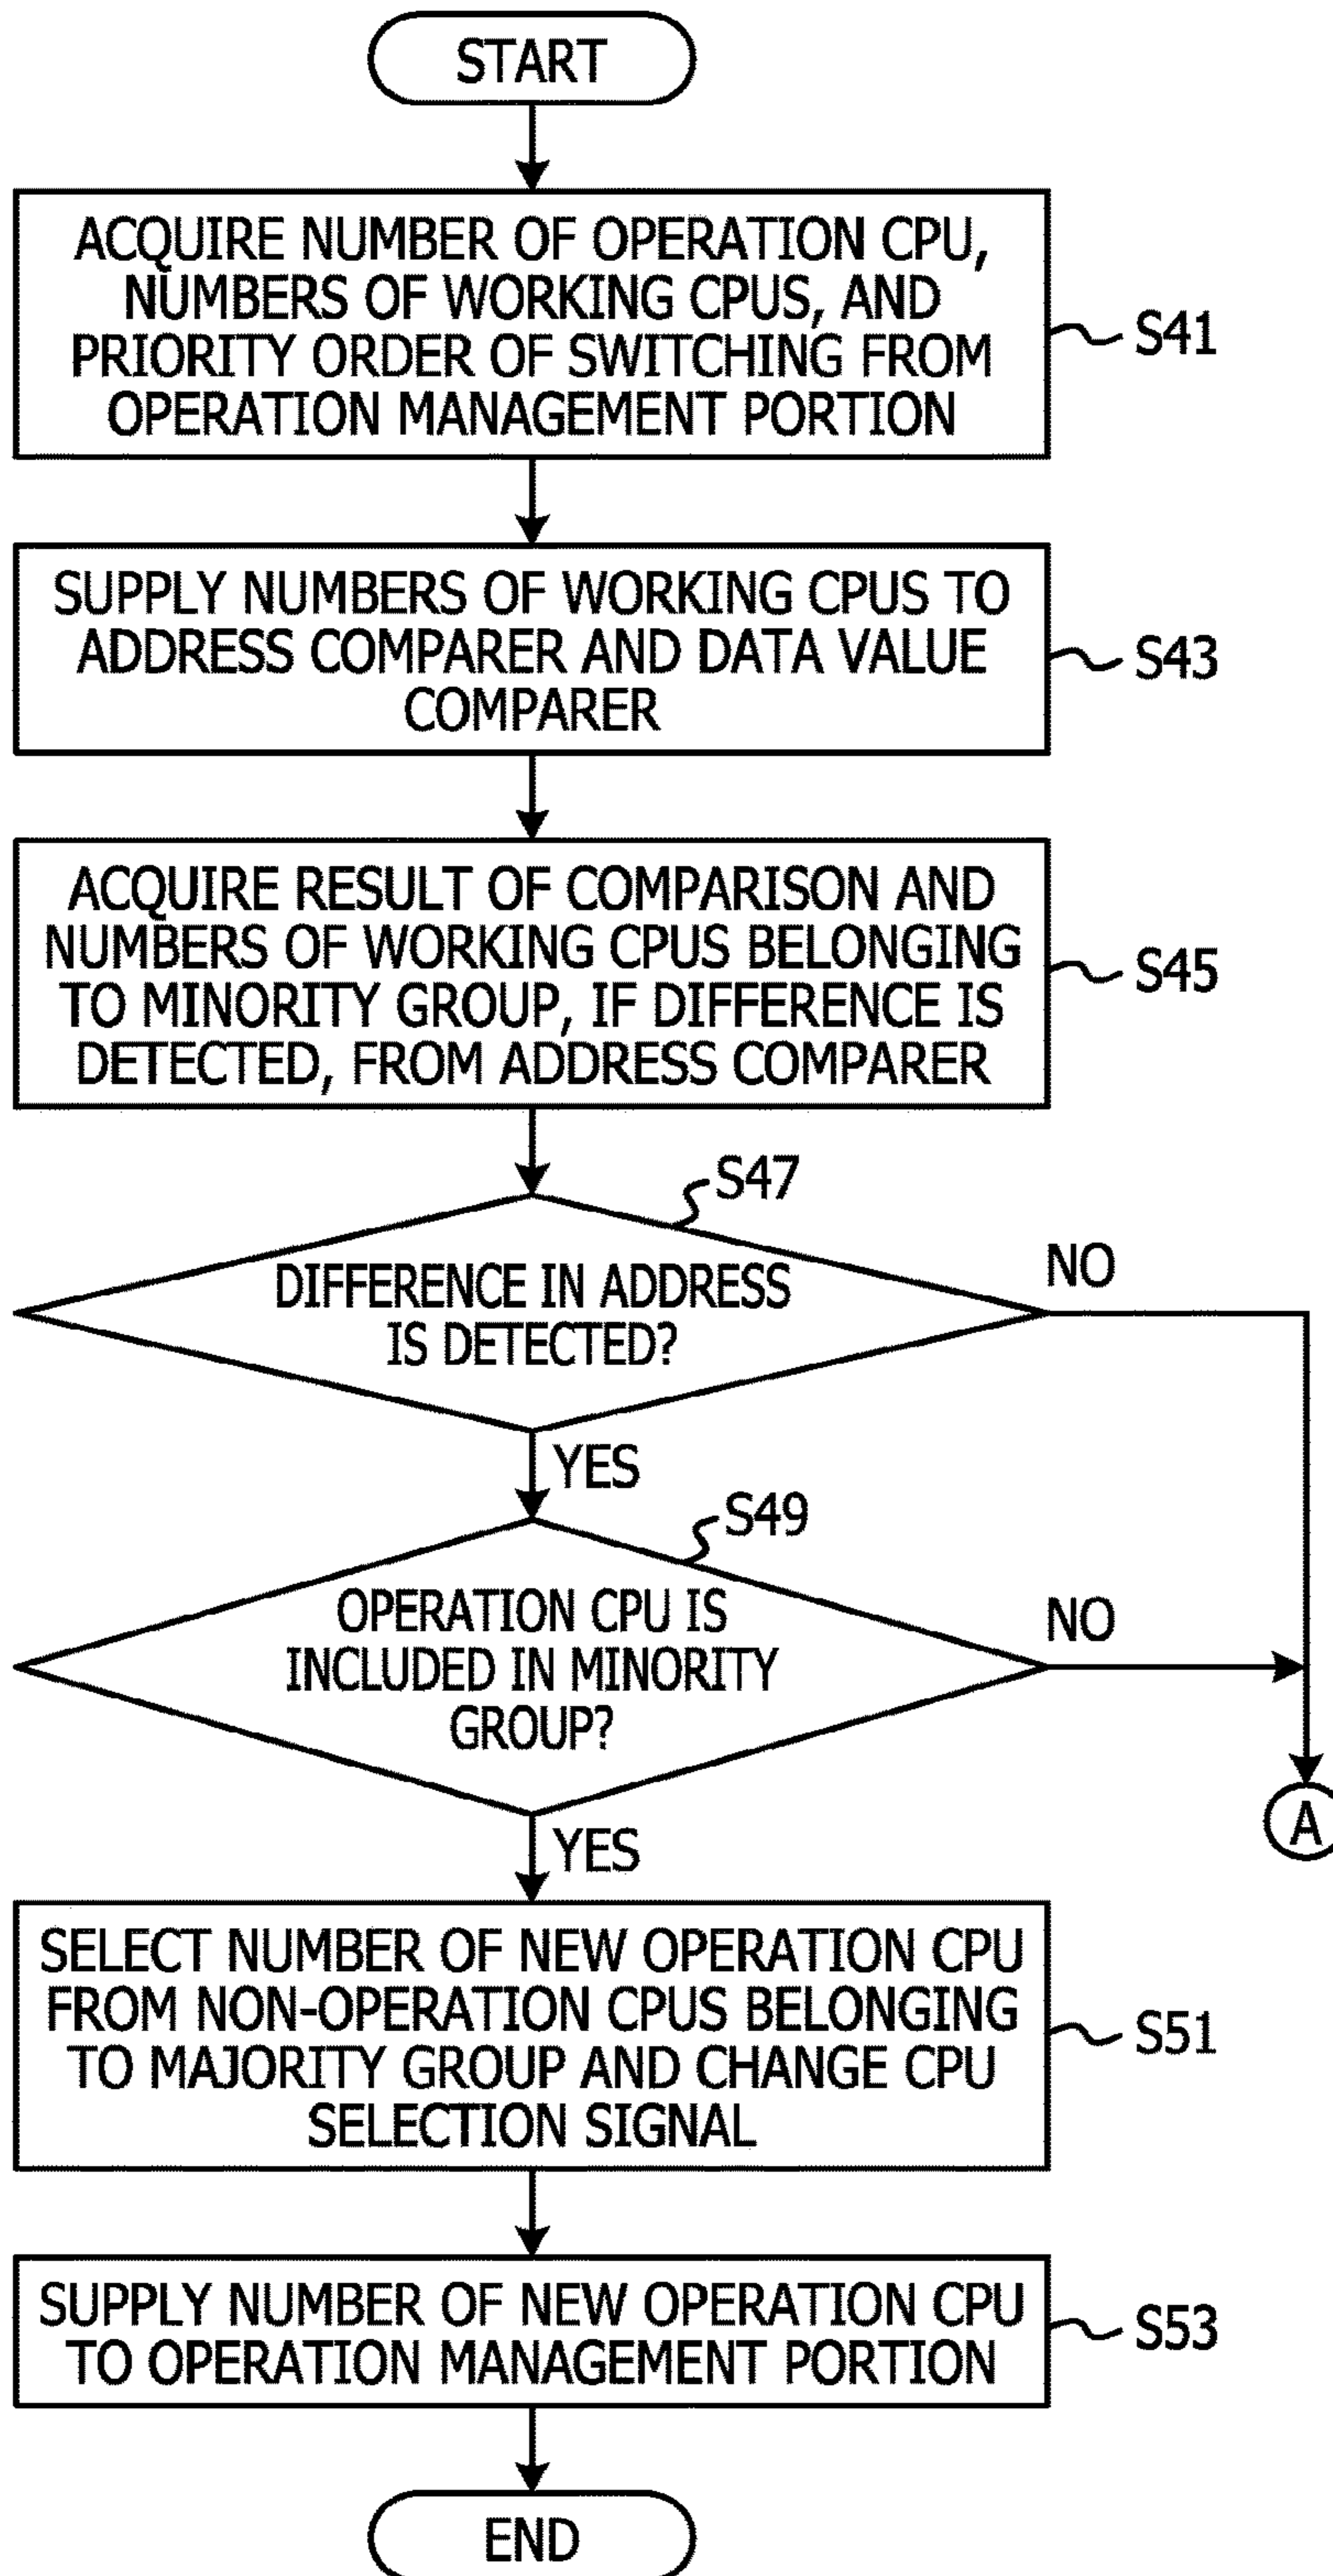 START
ACQUIRE NUMBER OF OPERATION CPU,
NUMBERS OF WORKING CPUS, AND
PRIORITY ORDER OF SWITCHING FROM
OPERATION MANAGEMENT PORTION
S41
SUPPLY NUMBERS OF WORKING CPUS TO
ADDRESS COMPARER AND DATA VALUE
COMPARER
S43
ACQUIRE RESULT OF COMPARISON AND
NUMBERS OF WORKING CPUS BELONGING
TO MINORITY GROUP, IF DIFFERENCE IS
DETECTED, FROM ADDRESS COMPARER
S45
S47
DIFFERENCE IN ADDRESS
IS DETECTED?
NO
YES
S49
OPERATION CPU IS
INCLUDED IN MINORITY
GROUP?
NO
A
YES
SELECT NUMBER OF NEW OPERATION CPU
FROM NON-OPERATION CPUS BELONGING
TO MAJORITY GROUP AND CHANGE CPU
SELECTION SIGNAL
S51
SUPPLY NUMBER OF NEW OPERATION CPU
TO OPERATION MANAGEMENT PORTION
S53
END